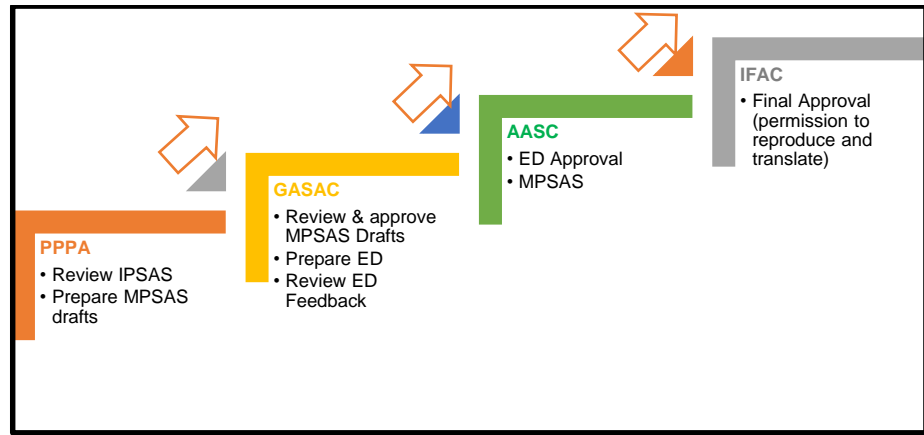 PPPA
• Review IPSAS
• Prepare MPSAS
drafts
GASAC
• Review & approve
MPSAS Drafts
• Prepare ED
• Review ED
Feedback
AASC
• ED Approval
• MPSAS
IFAC
• Final Approval
(permission to
reproduce and
translate)